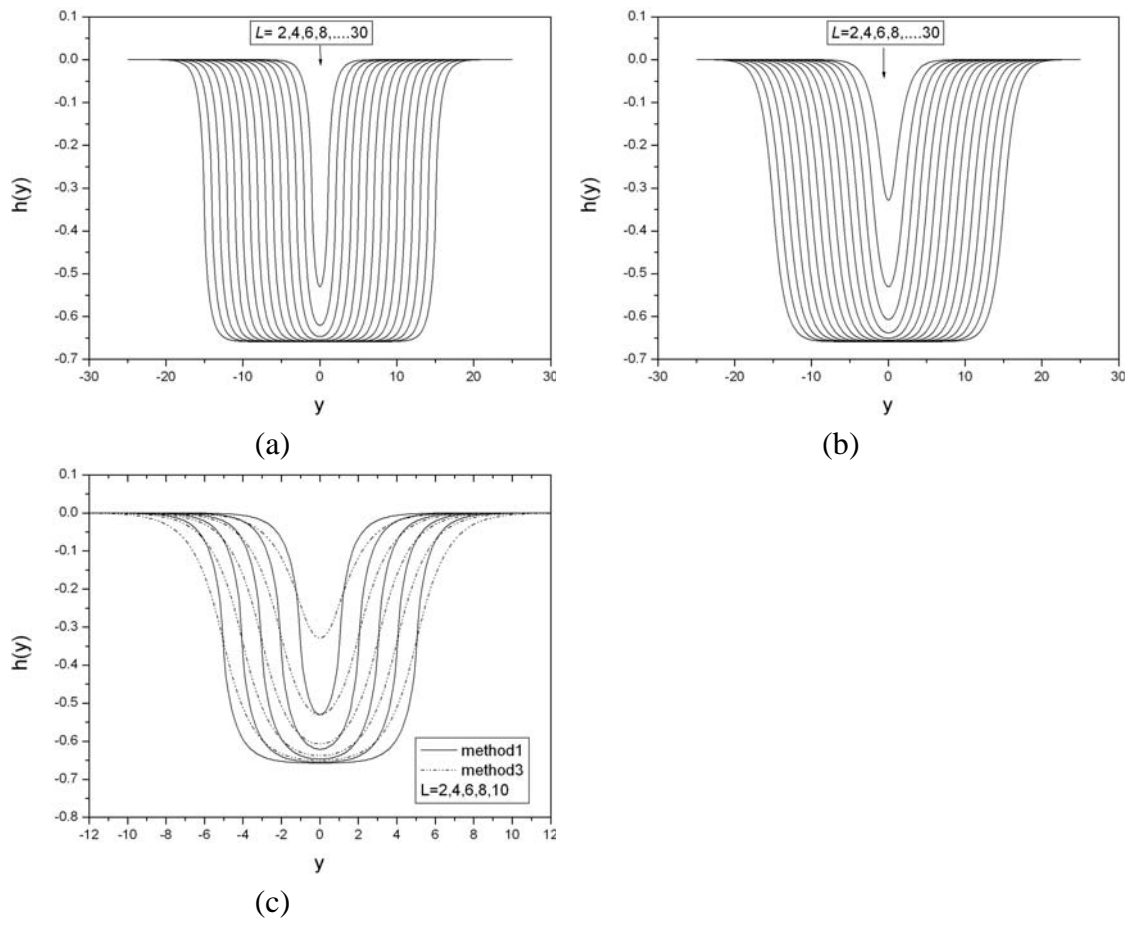 0.1
0.0
-0.1
-0.2
-0.3
-0.4
-0.5
-0.6
-0.7
h(y)
L= 2,4,6,8,....30
-30 -20 -10 0 10 20 30
y
(a)
0.1
0.0
-0.1
-0.2
-0.3
-0.4
-0.5
-0.6
-0.7
h(y)
L=2,4,6,8,....30
-30 -20 -10 0 10 20 30
y
(b)
0.1
0.0
-0.1
-0.2
-0.3
-0.4
-0.5
-0.6
-0.7
-0.8
h(y)
method1
method3
L=2,4,6,8,10
-12 -10 -8 -6 -4 -2 0 2 4 6 8 10 12
y
(c)